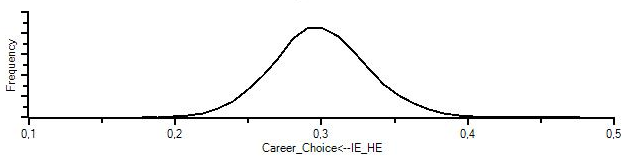 Frequency
0,1 0,2 0,3 0,4 0,5
Career_Choice<--IE_HE